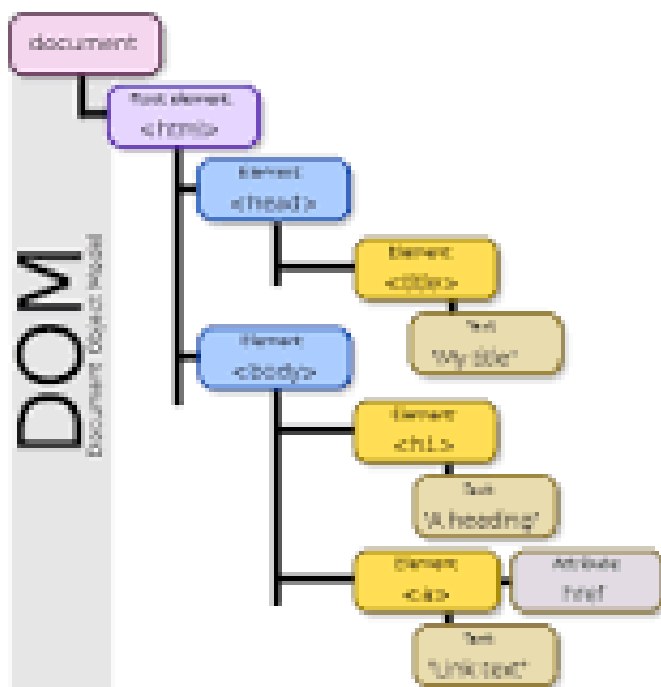 document
Root element
<html>
Element
<head>
Element
<title>
Text
"My title"
Element
<body>
Element
<h1>
Text
"A heading"
Element
<a>
Attribute
href
Text
"Link text"
DOM
Document Object Model